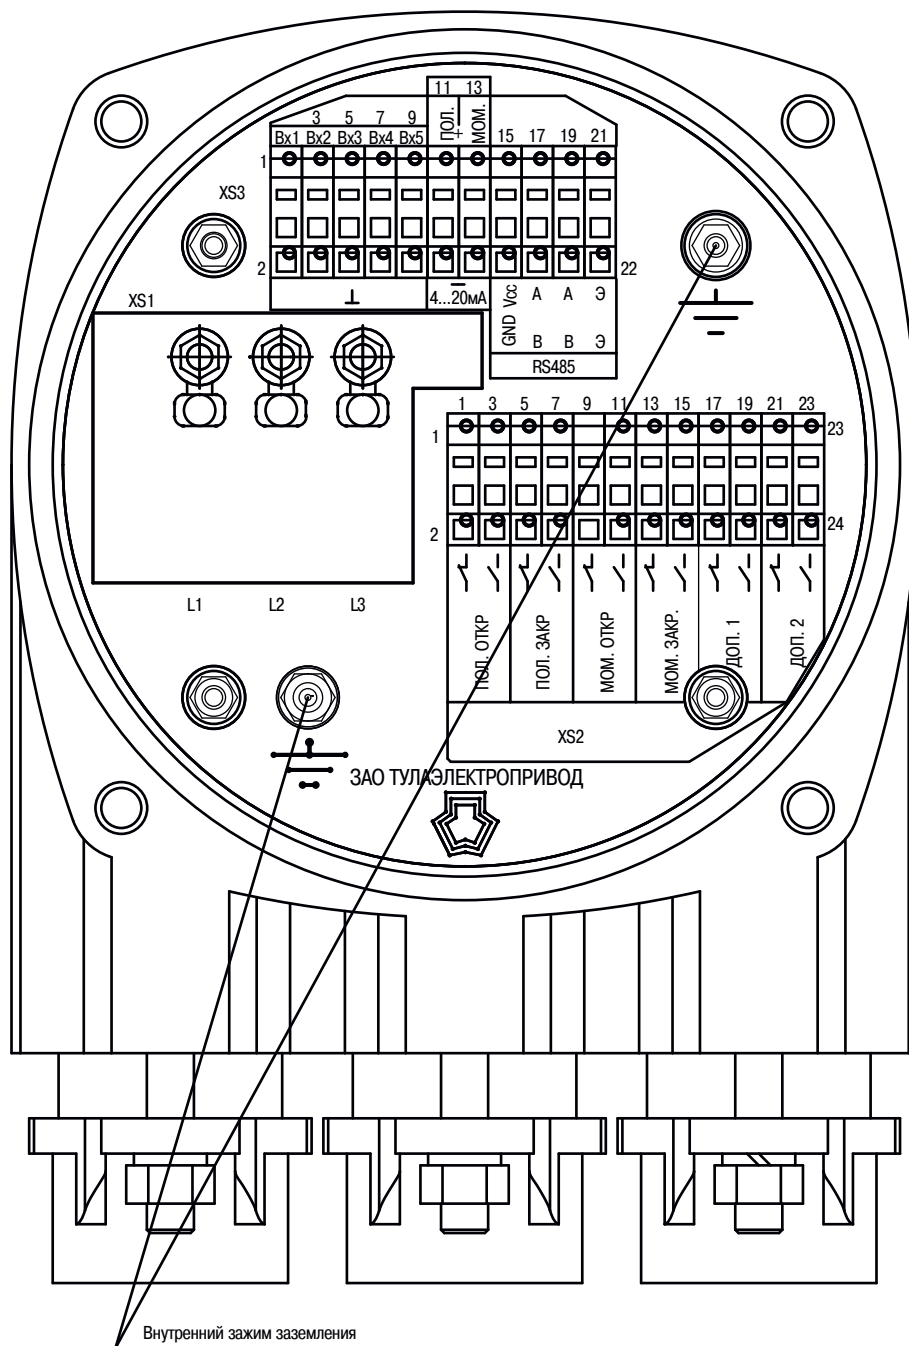 11 13
3 5 7 9 ПОЛ. + МОМ.
Вх1 Вх2 Вх3 Вх4 Вх5 15 17 19 21
1
XS3
2 22
4...20мА
GND Vcc A A Э
B B Э
RS485
XS1
1 3 5 7 9 11 13 15 17 19 21 23
1 23
2 24
L1 L2 L3
ПОЛ. ОТКР
ПОЛ. ЗАКР
МОМ. ОТКР
МОМ. ЗАКР.
ДОП. 1
ДОП. 2
XS2
ЗАО ТУЛАЭЛЕКТРОПРИВОД
Внутренний зажим заземления